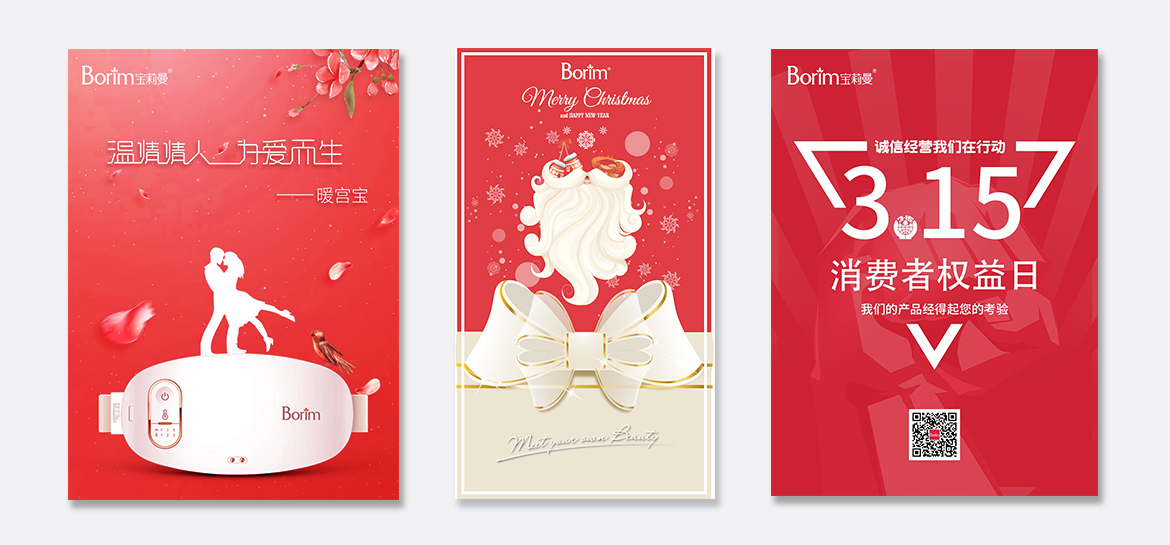 Borim宝莉曼®
温情情人 为爱而生
——暖宫宝
Borim
Borim®
Merry Christmas
and HAPPY NEW YEAR
Meet your own Beauty
Borim宝莉曼®
诚信经营我们在行动
3.15
消费者权益日
我们的产品经得起您的考验